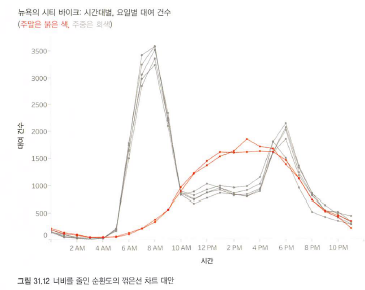 뉴욕의 시티 바이크: 시간대별, 요일별 대여 건수
(주말은 붉은 색, 주중은 회색)
3500
3000
2500
2000
1500
1000
500
0
대여 건수
2 AM 4 AM 6 AM 8 AM 10 AM 12 PM 2 PM 4 PM 6 PM 8 PM 10 PM
시간
그림 31.12 너비를 줄인 순환도의 꺾은선 차트 대안